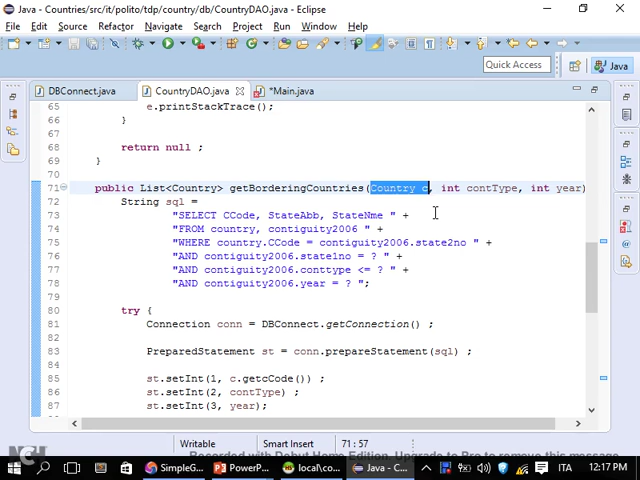 Java - Countries/src/it/polito/tdp/country/db/CountryDAO.java - Eclipse
File Edit Source Refactor Navigate Search Project Run Window Help
Quick Access Java
DBConnect.java CountryDAO.java *Main.java
65 e.printStackTrace();
66 }
67
68 return null ;
69 }
70
71 public List<Country> getBorderingCountries(Country c, int contType, int year)
72 String sql =
73 "SELECT CCode, StateAbb, StateNme " +
74 "FROM country, contiguity2006 " +
75 "WHERE country.CCode = contiguity2006.state2no " +
76 "AND contiguity2006.state1no = ? " +
77 "AND contiguity2006.conttype <= ? " +
78 "AND contiguity2006.year = ? ";
79
80 try {
81 Connection conn = DBConnect.getConnection() ;
82
83 PreparedStatement st = conn.prepareStatement(sql) ;
84
85 st.setInt(1, c.getcCode()) ;
86 st.setInt(2, contType) ;
87 st.setInt(3, year);
Writable Smart Insert 71 : 57
NCH Recorded with Debut Home Edition. Upgrade to Pro to remove this message
SimpleG... PowerP... local\co... Java - C... ITA 12:17 PM